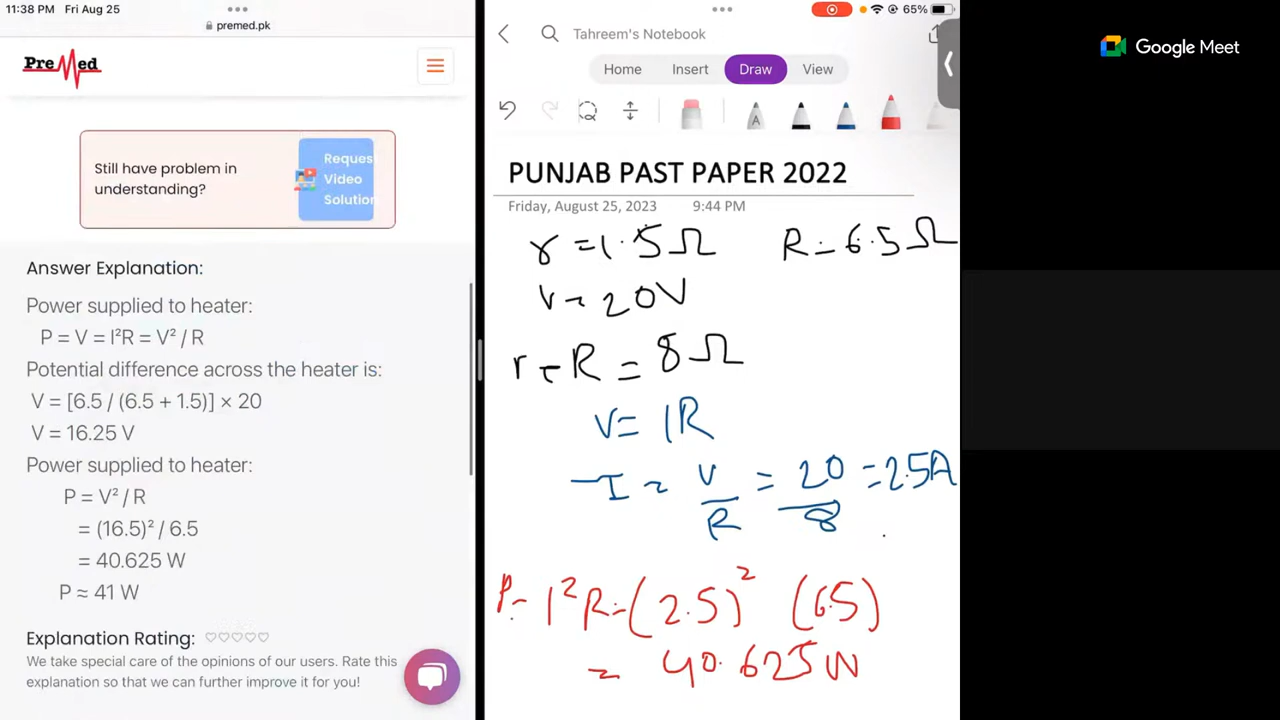 11:38 PM Fri Aug 25
premed.pk
PreMed
Still have problem in
understanding?
Reques
Video
Solution
Answer Explanation:
Power supplied to heater:
P = V = I²R = V² / R
Potential difference across the heater is:
V = [6.5 / (6.5 + 1.5)] × 20
V = 16.25 V
Power supplied to heater:
P = V² / R
= (16.5)² / 6.5
= 40.625 W
P ≈ 41 W
Explanation Rating:
We take special care of the opinions of our users. Rate this
explanation so that we can further improve it for you!
65%
Tahreem's Notebook
Home Insert Draw View
A
PUNJAB PAST PAPER 2022
Friday, August 25, 2023 9:44 PM
r = 1.5 Ω R = 6.5 Ω
V = 20V
r + R = 8 Ω
V = IR
I = V/R = 20/8 = 2.5A
P = I²R = (2.5)² (6.5)
= 40.625 W
Google Meet